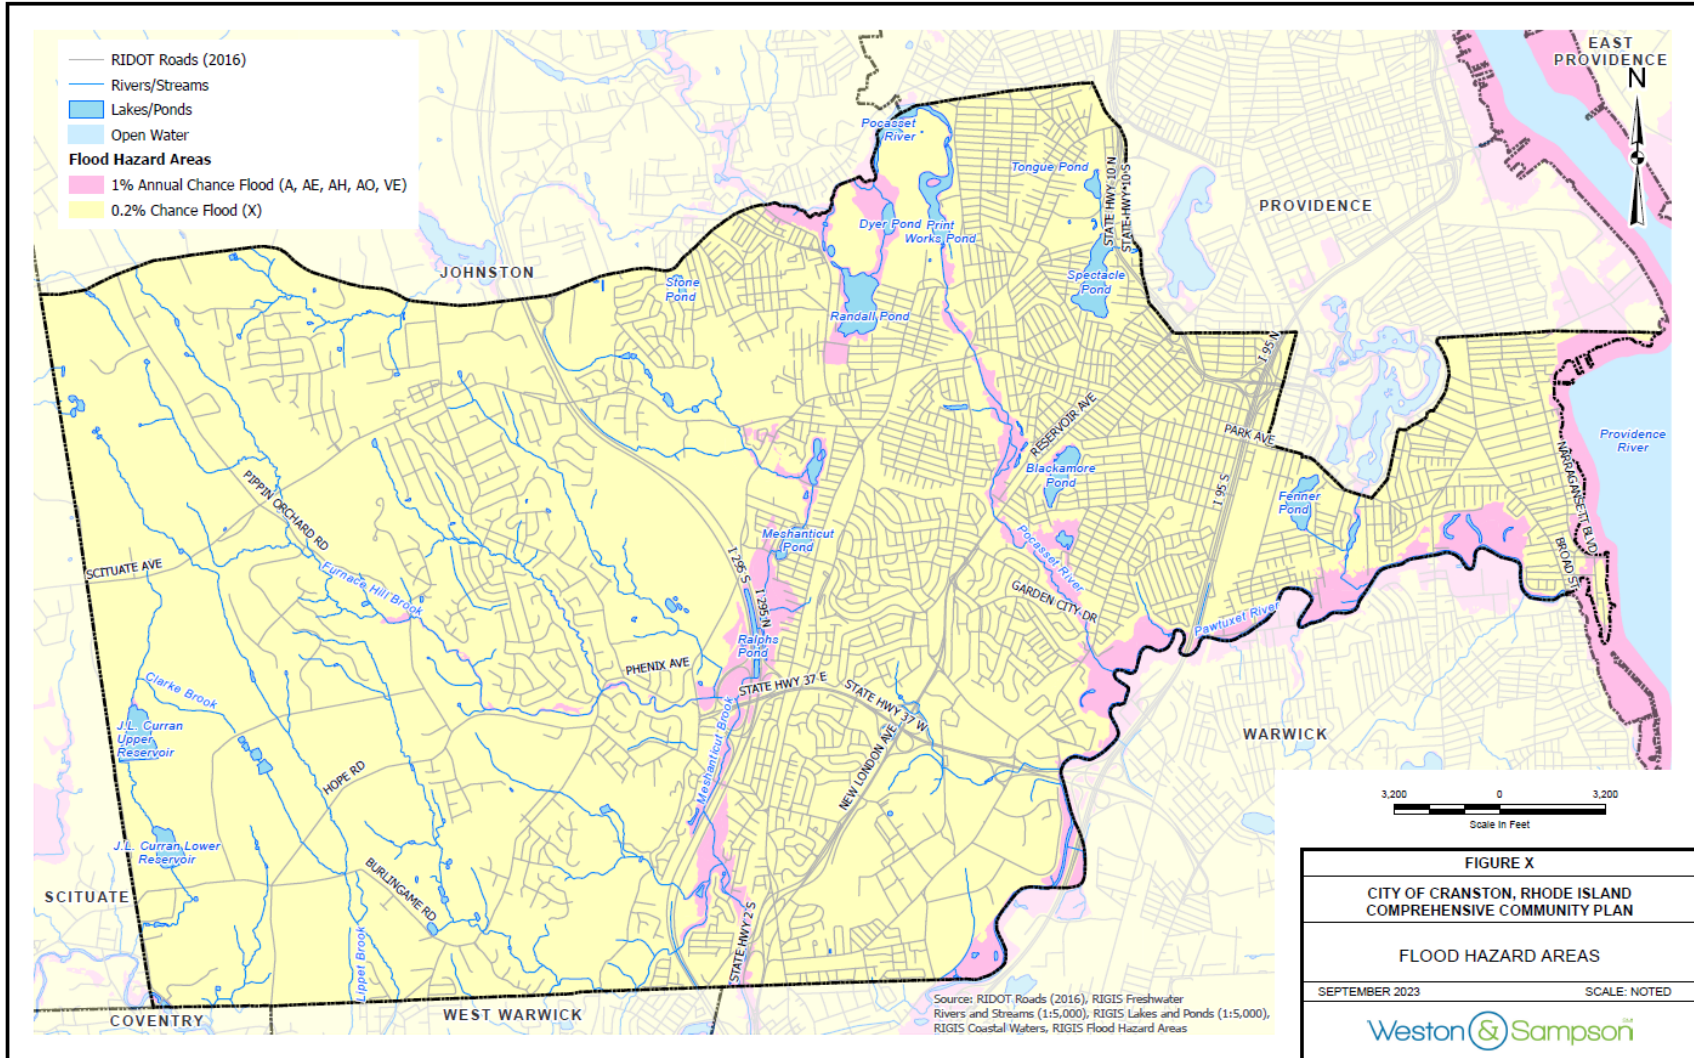 RIDOT Roads (2016)
Rivers/Streams
Lakes/Ponds
Open Water
Flood Hazard Areas
1% Annual Chance Flood (A, AE, AH, AO, VE)
0.2% Chance Flood (X)
EAST
PROVIDENCE
N
Pocasset
River
Tongue Pond
STATE HWY 10 N
STATE HWY 10 S
PROVIDENCE
Dyer Pond
Print
Works Pond
JOHNSTON
Stone
Pond
Spectacle
Pond
Randall Pond
I 95 N
RESERVOIR AVE
PARK AVE
Providence
River
NARRAGANSETT BLVD
BROAD ST
Blackamore
Pond
I 95 S
Fenner
Pond
PIPPIN ORCHARD RD
Meshanticut
Pond
Pocasset River
SCITUATE AVE
Furnace Hill Brook
I-295 S
I 295 N
GARDEN CITY DR
Pawtuxet River
Ralphs
Pond
PHENIX AVE
STATE HWY 37 E
STATE HWY 37 W
Clarke Brook
J.L. Curran
Upper
Reservoir
Meshanticut Brook
NEW LONDON AVE
WARWICK
HOPE RD
J.L. Curran Lower
Reservoir
BURLINGAME RD
SCITUATE
Lippet Brook
STATE HWY 2 S
COVENTRY
WEST WARWICK
3,200
0
3,200
Scale In Feet
Source: RIDOT Roads (2016), RIGIS Freshwater
Rivers and Streams (1:5,000), RIGIS Lakes and Ponds (1:5,000),
RIGIS Coastal Waters, RIGIS Flood Hazard Areas
FIGURE X
CITY OF CRANSTON, RHODE ISLAND
COMPREHENSIVE COMMUNITY PLAN
FLOOD HAZARD AREAS
SEPTEMBER 2023
SCALE: NOTED
Weston & Sampson